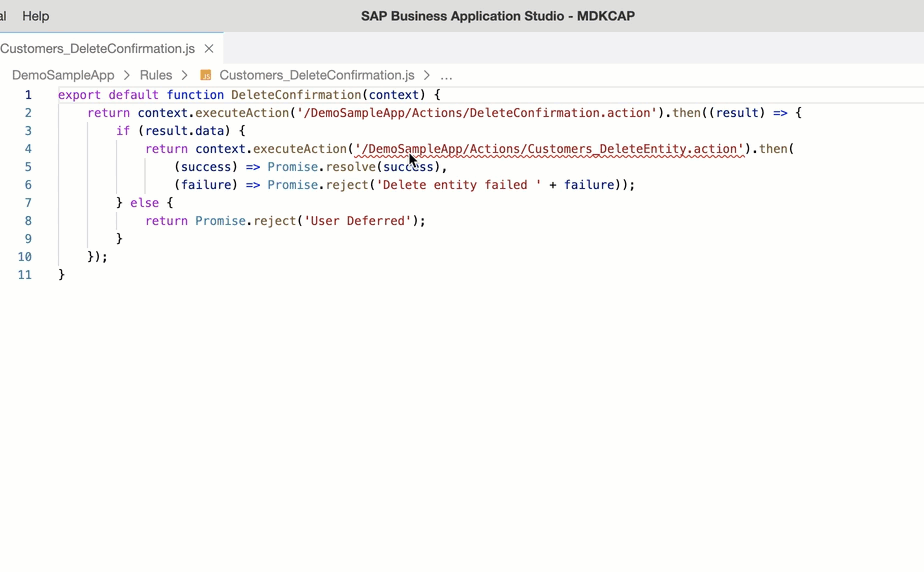 Help
SAP Business Application Studio - MDKCAP
Customers_DeleteConfirmation.js ×
DemoSampleApp > Rules > JS Customers_DeleteConfirmation.js > ...
1 export default function DeleteConfirmation(context) {
2 return context.executeAction('/DemoSampleApp/Actions/DeleteConfirmation.action').then((result) => {
3 if (result.data) {
4 return context.executeAction('/DemoSampleApp/Actions/Customers_DeleteEntity.action').then(
5 (success) => Promise.resolve(success),
6 (failure) => Promise.reject('Delete entity failed ' + failure));
7 } else {
8 return Promise.reject('User Deferred');
9 }
10 });
11 }